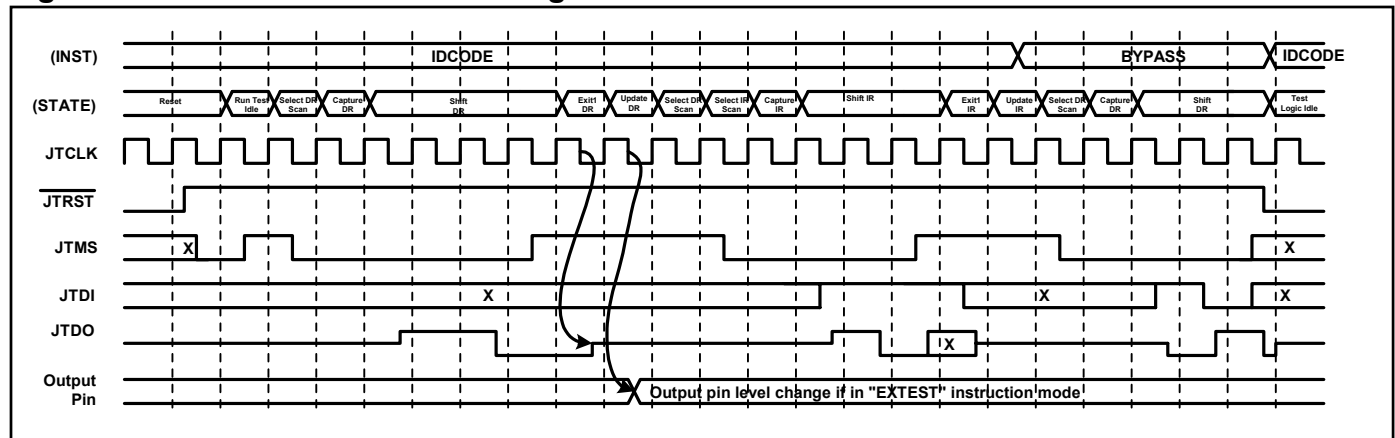 (INST) IDCODE BYPASS IDCODE
(STATE) Reset Run Test Idle Select DR Scan Capture DR Shift DR Exit1 DR Update DR Select DR Scan Select IR Scan Capture IR Shift IR Exit1 IR Update IR Select DR Scan Capture DR Shift DR Test Logic Idle
JTCLK
JTRST
JTMS X X
JTDI X X X
JTDO X
Output Pin Output pin level change if in "EXTEST" instruction mode